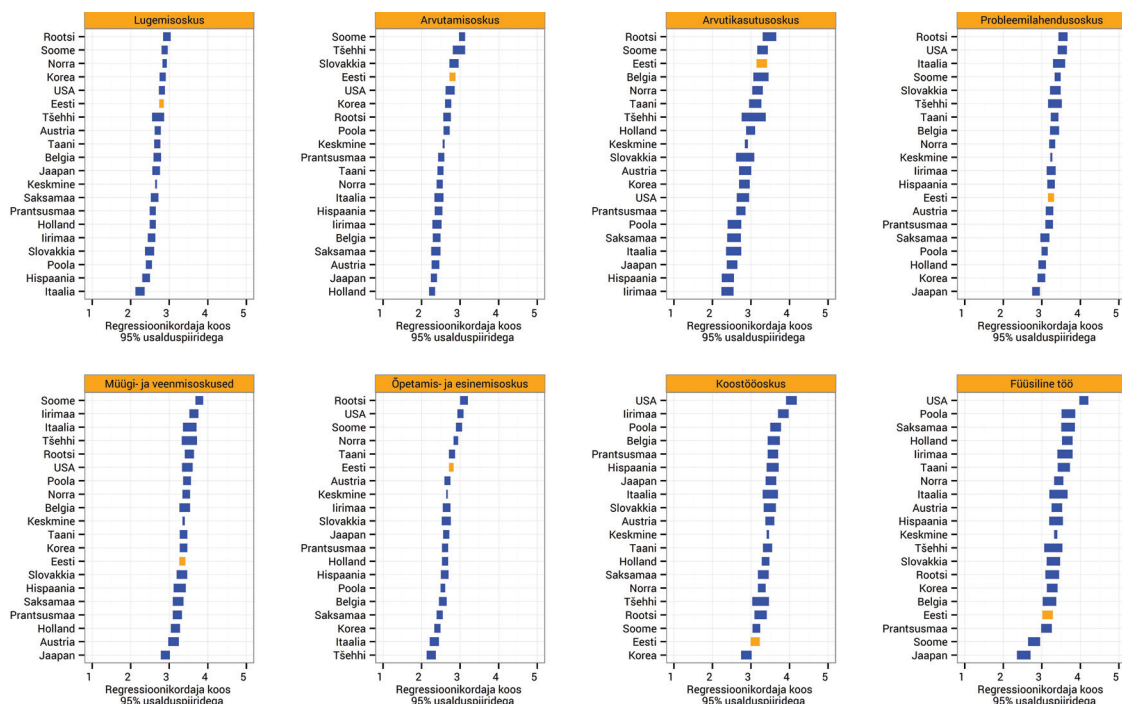 Lugemisoskus
Rootsi
Soome
Norra
Korea
USA
Eesti
Tšehhi
Austria
Taani
Belgia
Jaapan
Keskmine
Saksamaa
Prantsusmaa
Holland
Iirimaa
Slovakkia
Poola
Hispaania
Itaalia
1 2 3 4 5
Regressioonikordaja koos
95% usalduspiiridega
Arvutamisoskus
Soome
Tšehhi
Slovakkia
Eesti
USA
Korea
Rootsi
Poola
Keskmine
Prantsusmaa
Taani
Norra
Itaalia
Hispaania
Iirimaa
Belgia
Saksamaa
Austria
Jaapan
Holland
1 2 3 4 5
Regressioonikordaja koos
95% usalduspiiridega
Arvutikasutusoskus
Rootsi
Soome
Eesti
Belgia
Norra
Taani
Tšehhi
Holland
Keskmine
Slovakkia
Austria
Korea
USA
Prantsusmaa
Poola
Saksamaa
Itaalia
Jaapan
Hispaania
Iirimaa
1 2 3 4 5
Regressioonikordaja koos
95% usalduspiiridega
Probleemilahendusoskus
Rootsi
USA
Itaalia
Soome
Slovakkia
Tšehhi
Taani
Belgia
Norra
Keskmine
Iirimaa
Hispaania
Eesti
Austria
Prantsusmaa
Saksamaa
Poola
Holland
Korea
Jaapan
1 2 3 4 5
Regressioonikordaja koos
95% usalduspiiridega
Müügi- ja veenmisoskused
Soome
Iirimaa
Itaalia
Tšehhi
Rootsi
USA
Poola
Norra
Belgia
Keskmine
Taani
Korea
Eesti
Slovakkia
Hispaania
Saksamaa
Prantsusmaa
Holland
Austria
Jaapan
1 2 3 4 5
Regressioonikordaja koos
95% usalduspiiridega
Õpetamis- ja esinemisoskus
Rootsi
USA
Soome
Norra
Taani
Eesti
Austria
Keskmine
Iirimaa
Slovakkia
Jaapan
Prantsusmaa
Holland
Hispaania
Poola
Belgia
Saksamaa
Korea
Itaalia
Tšehhi
1 2 3 4 5
Regressioonikordaja koos
95% usalduspiiridega
Koostööoskus
USA
Iirimaa
Poola
Belgia
Prantsusmaa
Hispaania
Jaapan
Itaalia
Slovakkia
Austria
Keskmine
Taani
Holland
Saksamaa
Norra
Tšehhi
Rootsi
Soome
Eesti
Korea
1 2 3 4 5
Regressioonikordaja koos
95% usalduspiiridega
Füüsiline töö
USA
Poola
Saksamaa
Holland
Iirimaa
Taani
Norra
Itaalia
Austria
Hispaania
Keskmine
Tšehhi
Slovakkia
Rootsi
Korea
Belgia
Eesti
Prantsusmaa
Soome
Jaapan
1 2 3 4 5
Regressioonikordaja koos
95% usalduspiiridega